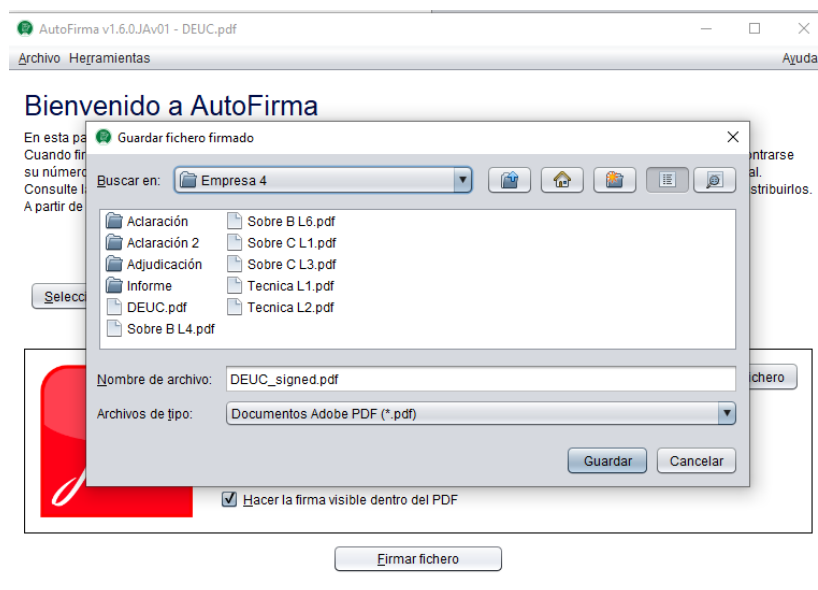 AutoFirma v1.6.0.JAv01 - DEUC.pdf
Archivo Herramientas Ayuda
Bienvenido a AutoFirma
En esta pa
Cuando fir ontrarse
su número al.
Consulte l stribuirlos.
A partir de
Guardar fichero firmado
Buscar en: Empresa 4
Aclaración Sobre B L6.pdf
Aclaración 2 Sobre C L1.pdf
Adjudicación Sobre C L3.pdf
Informe Tecnica L1.pdf
DEUC.pdf Tecnica L2.pdf
Sobre B L4.pdf
Selecci
Nombre de archivo: DEUC_signed.pdf
ichero
Archivos de tipo: Documentos Adobe PDF (*.pdf)
Guardar Cancelar
Hacer la firma visible dentro del PDF
Firmar fichero